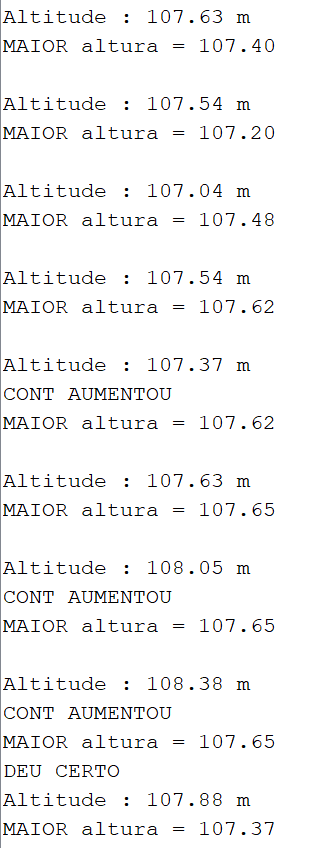 Altitude : 107.63 m
MAIOR altura = 107.40
Altitude : 107.54 m
MAIOR altura = 107.20
Altitude : 107.04 m
MAIOR altura = 107.48
Altitude : 107.54 m
MAIOR altura = 107.62
Altitude : 107.37 m
CONT AUMENTOU
MAIOR altura = 107.62
Altitude : 107.63 m
MAIOR altura = 107.65
Altitude : 108.05 m
CONT AUMENTOU
MAIOR altura = 107.65
Altitude : 108.38 m
CONT AUMENTOU
MAIOR altura = 107.65
DEU CERTO
Altitude : 107.88 m
MAIOR altura = 107.37